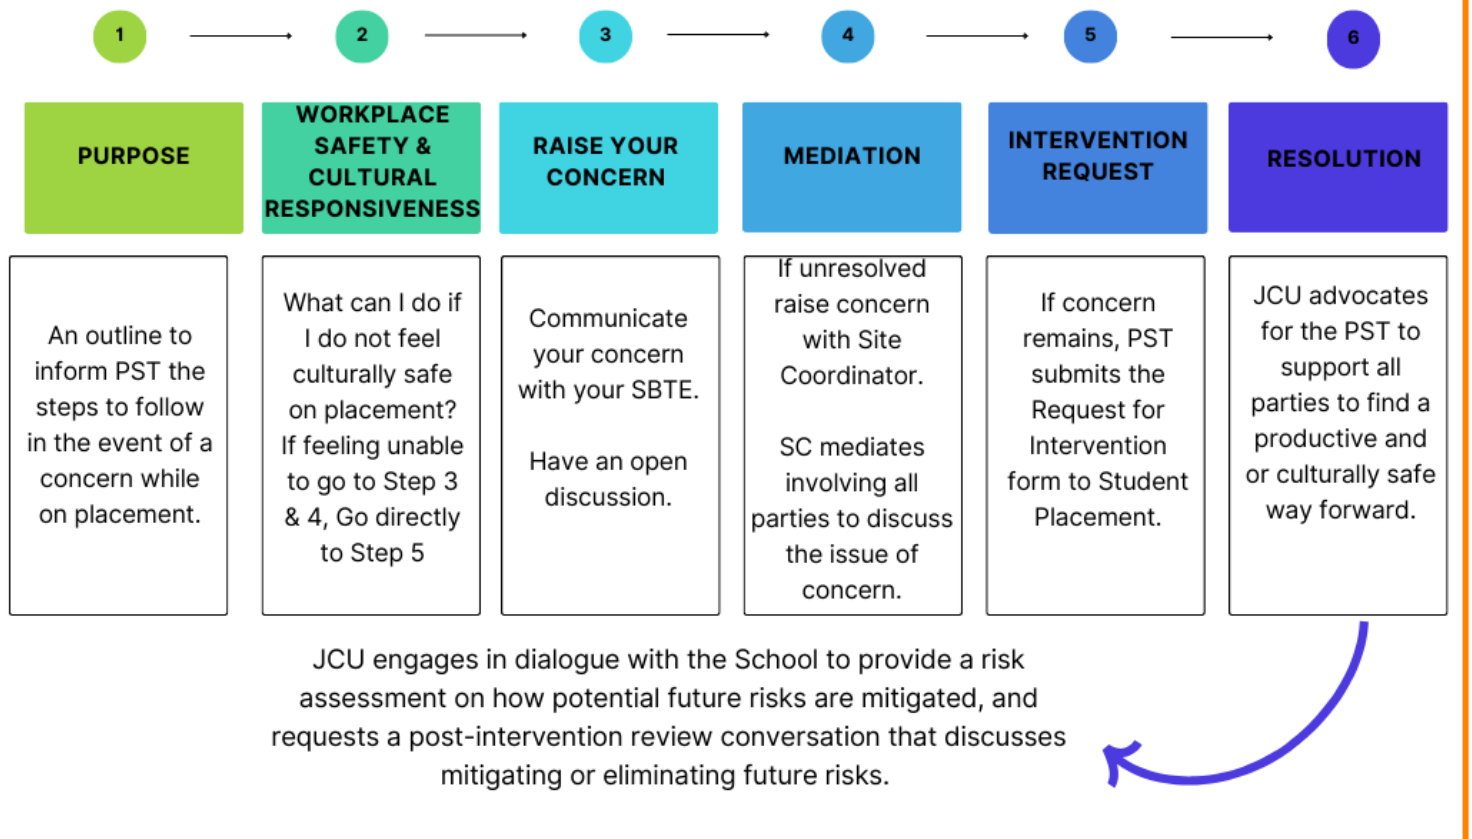 1
2
3
4
5
6
PURPOSE
WORKPLACE
SAFETY &
CULTURAL
RESPONSIVENESS
RAISE YOUR
CONCERN
MEDIATION
INTERVENTION
REQUEST
RESOLUTION
An outline to
inform PST the
steps to follow
in the event of a
concern while
on placement.
What can I do if
I do not feel
culturally safe
on placement?
If feeling unable
to go to Step 3
& 4, Go directly
to Step 5
Communicate
your concern
with your SBTE.
Have an open
discussion.
If unresolved
raise concern
with Site
Coordinator.
SC mediates
involving all
parties to discuss
the issue of
concern.
If concern
remains, PST
submits the
Request for
Intervention
form to Student
Placement.
JCU advocates
for the PST to
support all
parties to find a
productive and
or culturally safe
way forward.
JCU engages in dialogue with the School to provide a risk
assessment on how potential future risks are mitigated, and
requests a post-intervention review conversation that discusses
mitigating or eliminating future risks.